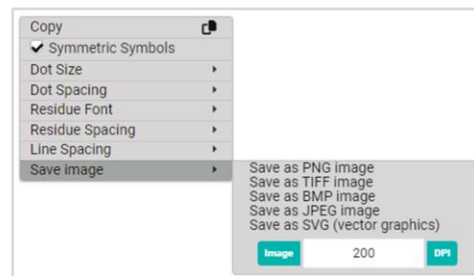 Copy
Symmetric Symbols
Dot Size
Dot Spacing
Residue Font
Residue Spacing
Line Spacing
Save image
Save as PNG image
Save as TIFF image
Save as BMP image
Save as JPEG image
Save as SVG (vector graphics)
Image 200 DPI